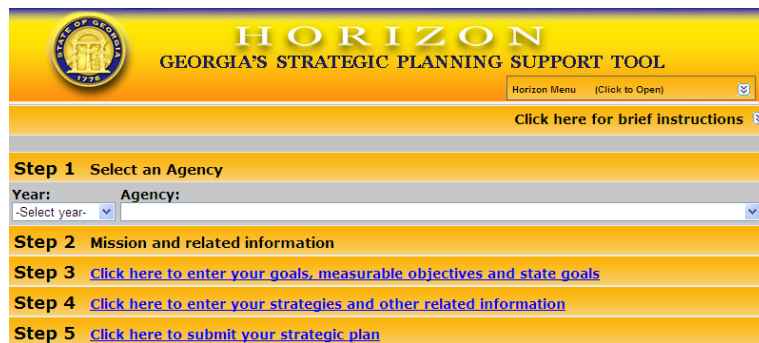 STATE OF GEORGIA
1776
HORIZON
GEORGIA'S STRATEGIC PLANNING SUPPORT TOOL
Horizon Menu (Click to Open)
Click here for brief instructions
Step 1 Select an Agency
Year: Agency:
-Select year-
Step 2 Mission and related information
Step 3 Click here to enter your goals, measurable objectives and state goals
Step 4 Click here to enter your strategies and other related information
Step 5 Click here to submit your strategic plan